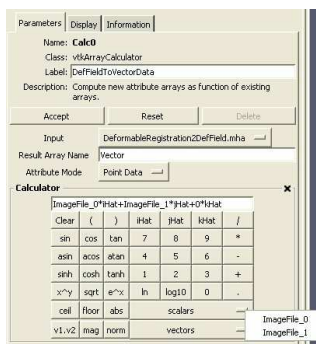 Parameters Display Information
Name: Calc0
Class: vtkArrayCalculator
Label: DefFieldToVectorData
Description: Compute new attribute arrays as function of existing
arrays.
Accept Reset Delete
Input DeformableRegistration2DefField.mha
Result Array Name Vector
Attribute Mode Point Data
Calculator x
ImageFile_0*iHat+ImageFile_1*jHat+0*kHat
Clear ( ) iHat jHat kHat /
sin cos tan 7 8 9 *
asin acos atan 4 5 6 -
sinh cosh tanh 1 2 3 +
x^y sqrt e^x ln log10 0 .
ceil floor abs scalars
v1.v2 mag norm vectors
ImageFile_0
ImageFile_1